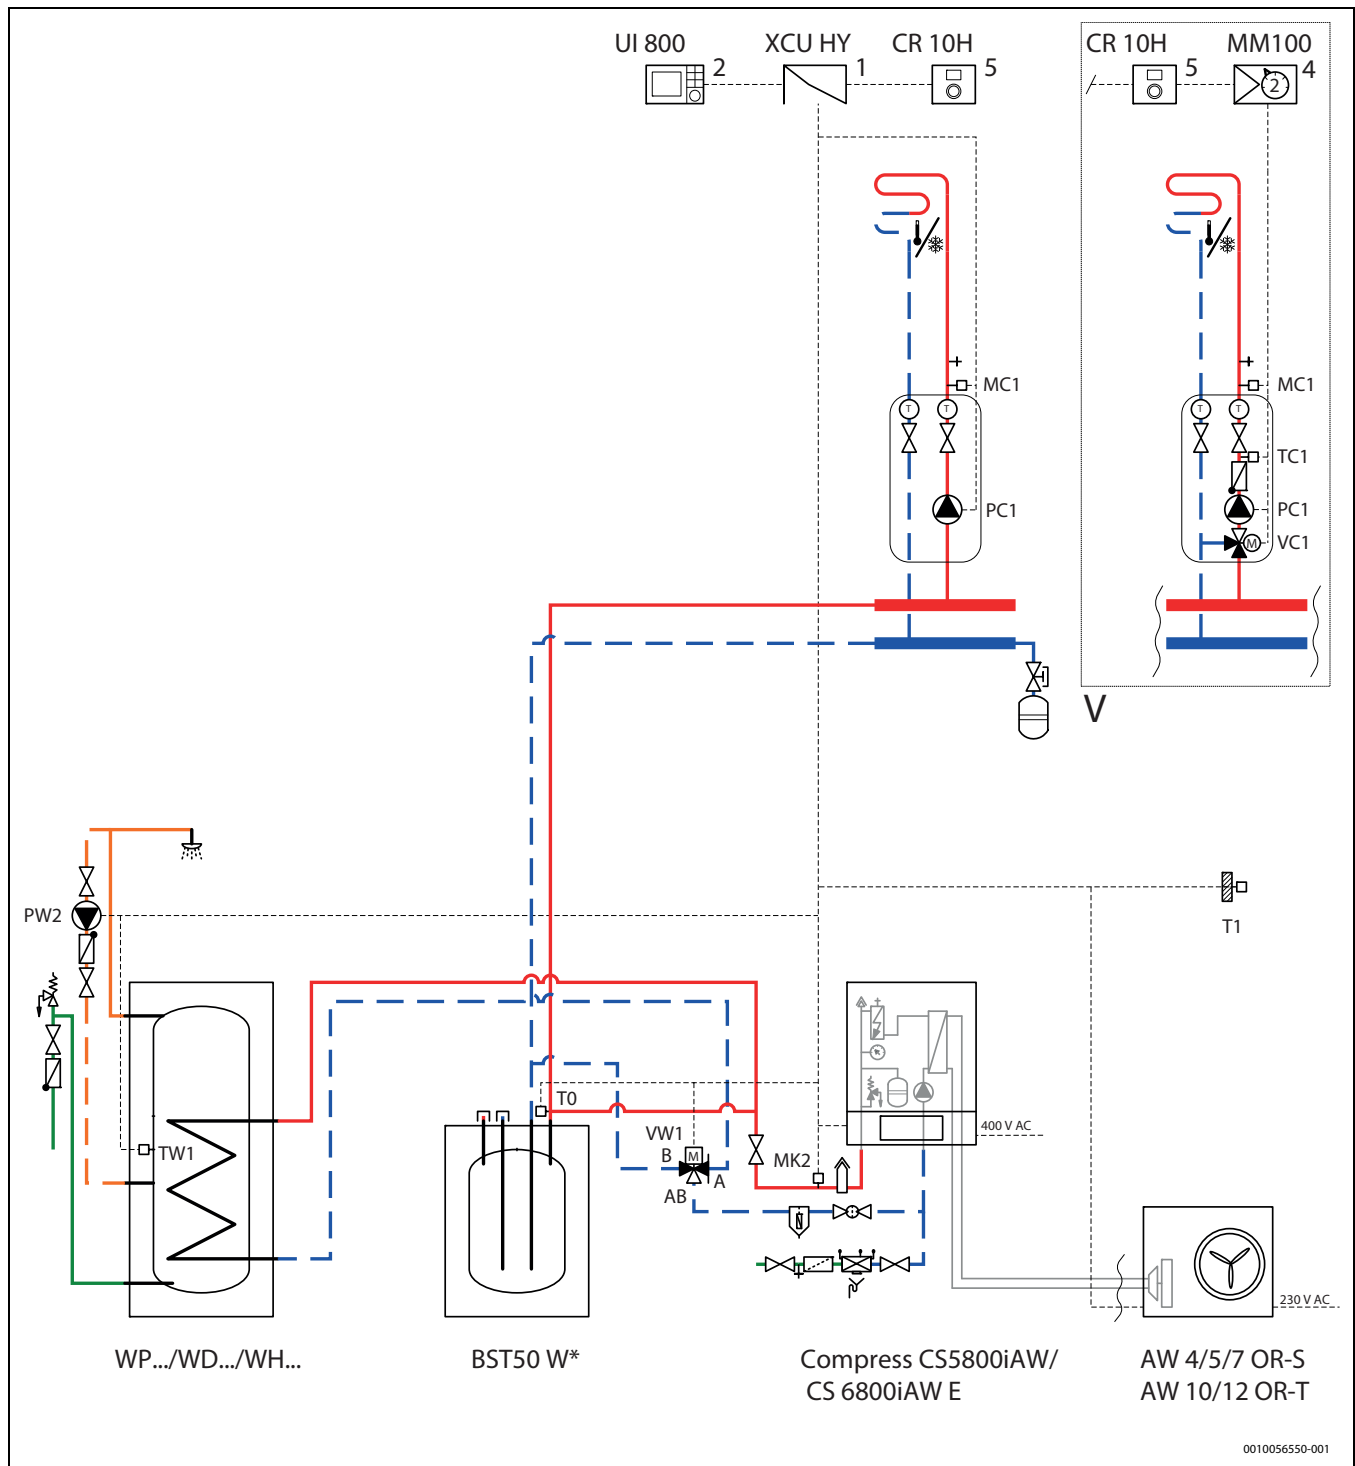 UI 800
XCU HY
CR 10H
CR 10H
MM100
2
1
5
5
4
2
MC1
MC1
T
T
T
T
TC1
PC1
PC1
M
VC1
V
PW2
T1
T0
400 V AC
VW1
B
M
MK2
A
TW1
AB
230 V AC
WP.../WD.../WH...
BST50 W*
Compress CS5800iAW/
CS 6800iAW E
AW 4/5/7 OR-S
AW 10/12 OR-T
0010056550-001